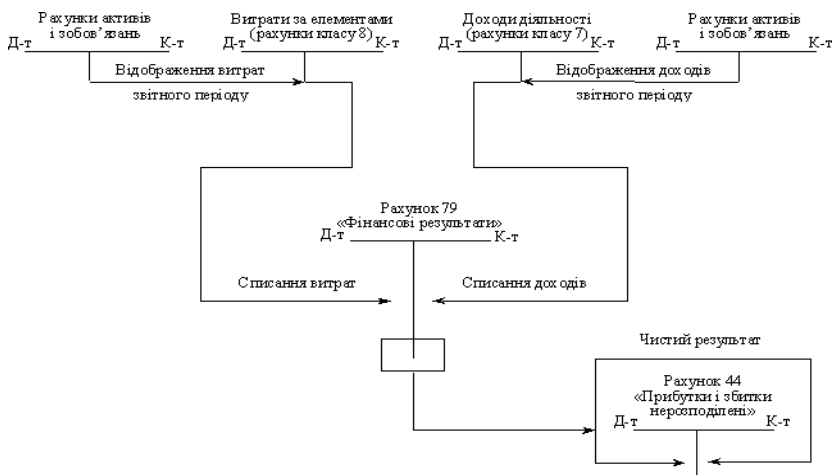 Рахунки активів
і зобов’язань
Д-т К-т
Витрати за елементами
(рахунки класу 8)
Д-т К-т
Доходи діяльності
(рахунки класу 7)
Д-т К-т
Рахунки активів
і зобов’язань
Д-т К-т
Відображення витрат
звітного періоду
Відображення доходів
звітного періоду
Рахунок 79
«Фінансові результати»
Д-т К-т
Списання витрат
Списання доходів
Чистий результат
Рахунок 44
«Прибутки і збитки
нерозподілені»
Д-т К-т